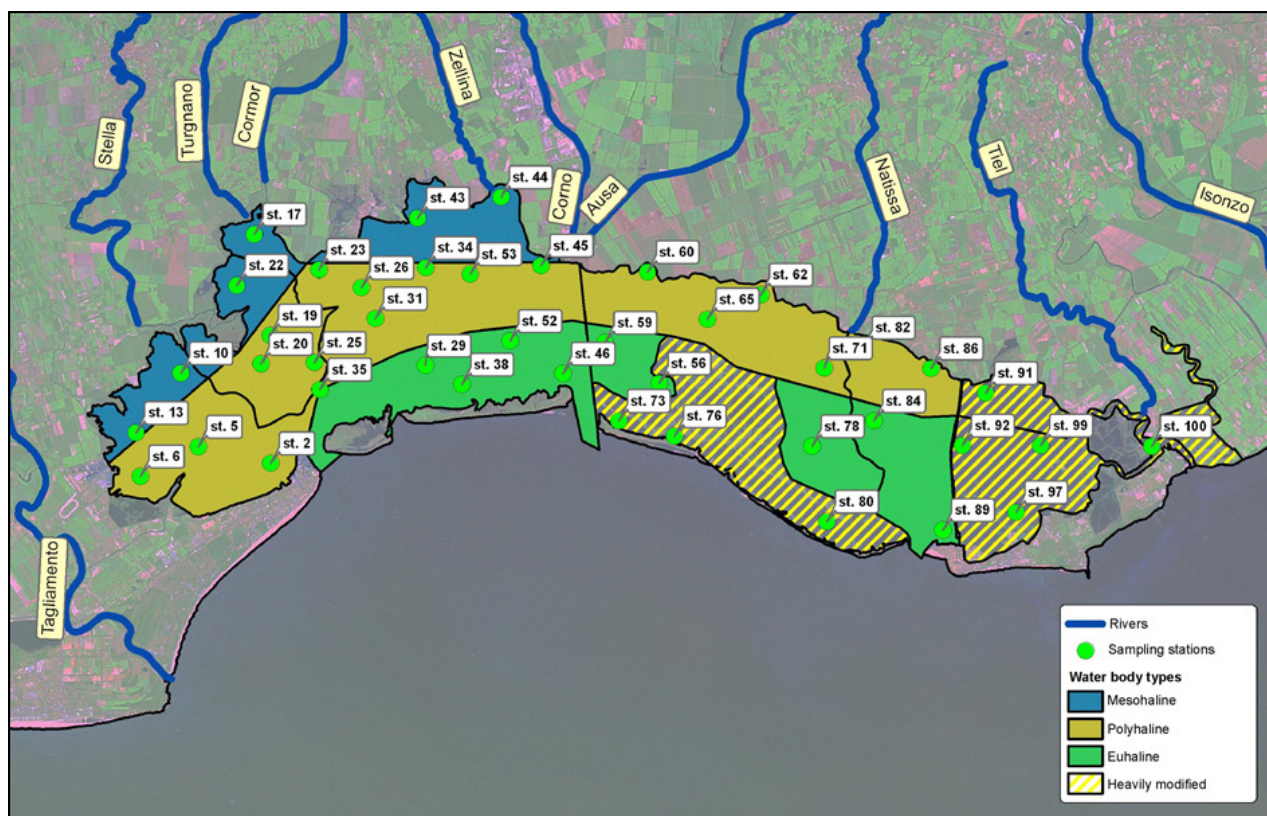 Stella
Turgnano
Cormor
Zellina
Corno
Ausa
Natissa
Tiel
Isonzo
Tagliamento
st. 44
st. 43
st. 17
st. 23
st. 34
st. 53
st. 45
st. 60
st. 22
st. 26
st. 62
st. 19
st. 31
st. 65
st. 20
st. 25
st. 52
st. 59
st. 82
st. 10
st. 35
st. 29
st. 38
st. 46
st. 56
st. 71
st. 86
st. 91
st. 13
st. 5
st. 2
st. 73
st. 76
st. 84
st. 78
st. 92
st. 99
st. 100
st. 6
st. 80
st. 89
st. 97
Rivers
Sampling stations
Water body types
Mesohaline
Polyhaline
Euhaline
Heavily modified